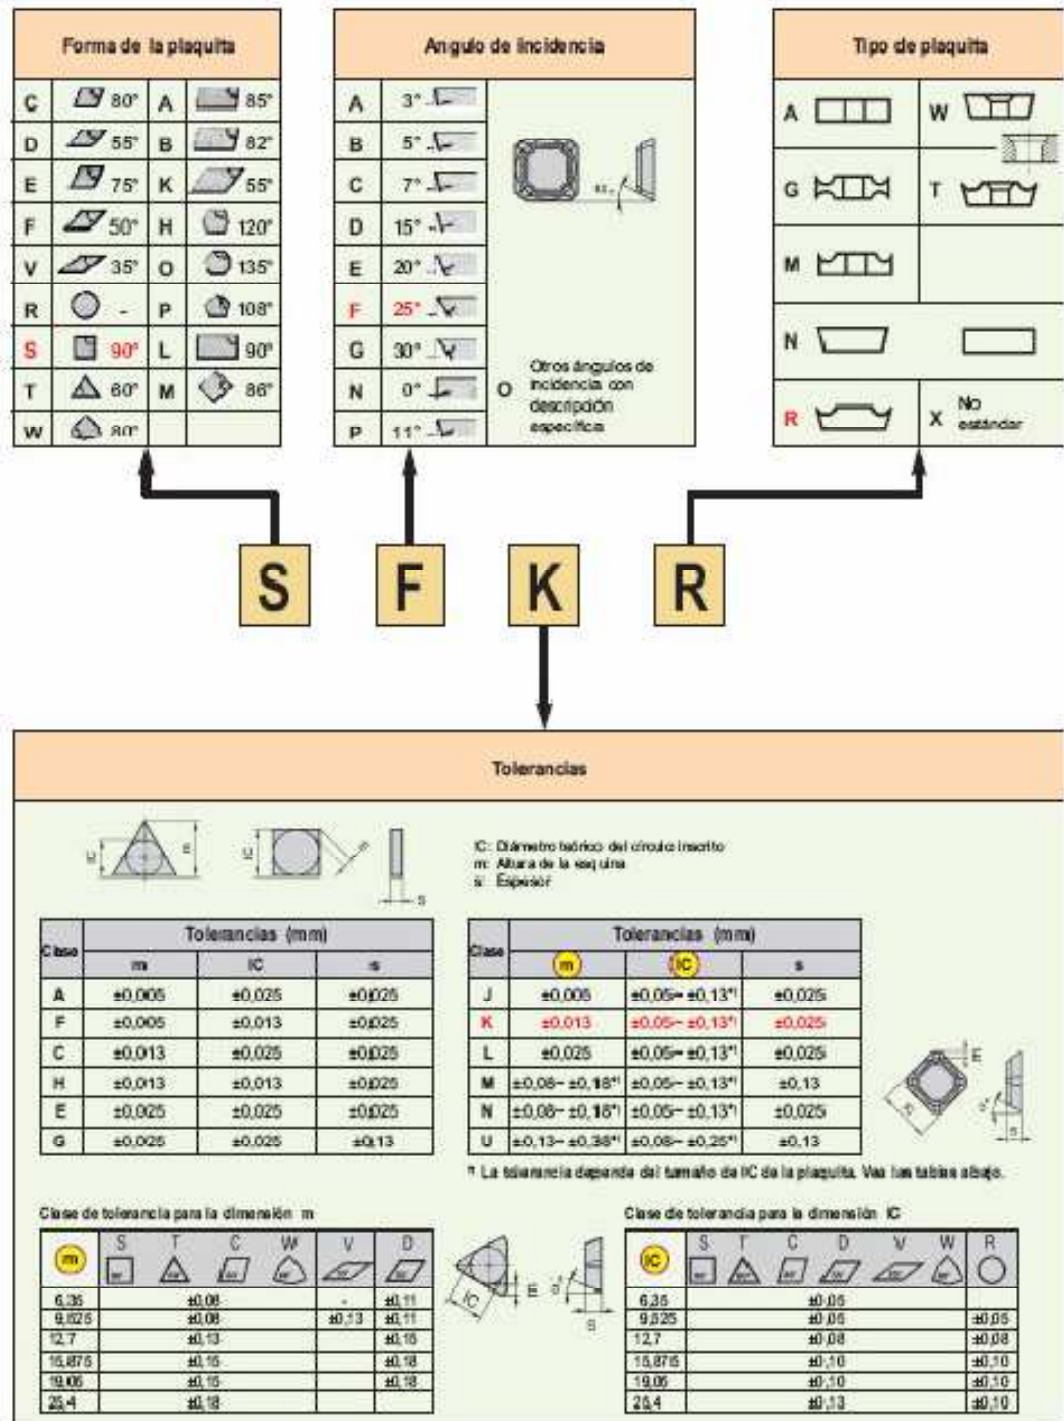 Forma de la plaquita
C 80° A 85°
D 55° B 82°
E 75° K 55°
F 50° H 120°
V 35° O 135°
R - P 108°
S 90° L 90°
T 60° M 86°
W 80°
Angulo de incidencia
A 3°
B 5°
C 7°
D 15°
E 20°
F 25°
G 30°
N 0°
P 11°
O Otros ángulos de
incidencia con
descripción
específica
Tipo de plaquita
A W
G T
M
N
R X No
estándar
S F K R
Tolerancias
IC m
IC m
s
IC: Diámetro teórico del círculo inscrito
m: Altura de la esquina
s: Espesor
Clase Tolerancias (mm)
m IC s
A ±0,005 ±0,025 ±0,025
F ±0,005 ±0,013 ±0,025
C ±0,013 ±0,025 ±0,025
H ±0,013 ±0,013 ±0,025
E ±0,025 ±0,025 ±0,025
G ±0,025 ±0,025 ±0,13
Clase Tolerancias (mm)
m IC s
J ±0,005 ±0,05~ ±0,13*¹ ±0,025
K ±0,013 ±0,05~ ±0,13*¹ ±0,025
L ±0,025 ±0,05~ ±0,13*¹ ±0,025
M ±0,08~ ±0,18*¹ ±0,05~ ±0,13*¹ ±0,13
N ±0,08~ ±0,18*¹ ±0,05~ ±0,13*¹ ±0,025
U ±0,13~ ±0,38*¹ ±0,08~ ±0,25*¹ ±0,13
La tolerancia depende del tamaño de IC de la plaquita. Vea las tablas abajo.
Clase de tolerancia para la dimensión m
m S T C W V D
6,35 ±0,08 - ±0,11
9,525 ±0,08 ±0,13 ±0,11
12,7 ±0,13 ±0,15
15,875 ±0,15 ±0,18
19,05 ±0,15 ±0,18
25,4 ±0,18
IC m s
Clase de tolerancia para la dimensión IC
IC S T C D V W R
6,35 ±0,05
9,525 ±0,05 ±0,05
12,7 ±0,08 ±0,08
15,875 ±0,10 ±0,10
19,05 ±0,10 ±0,10
25,4 ±0,13 ±0,10